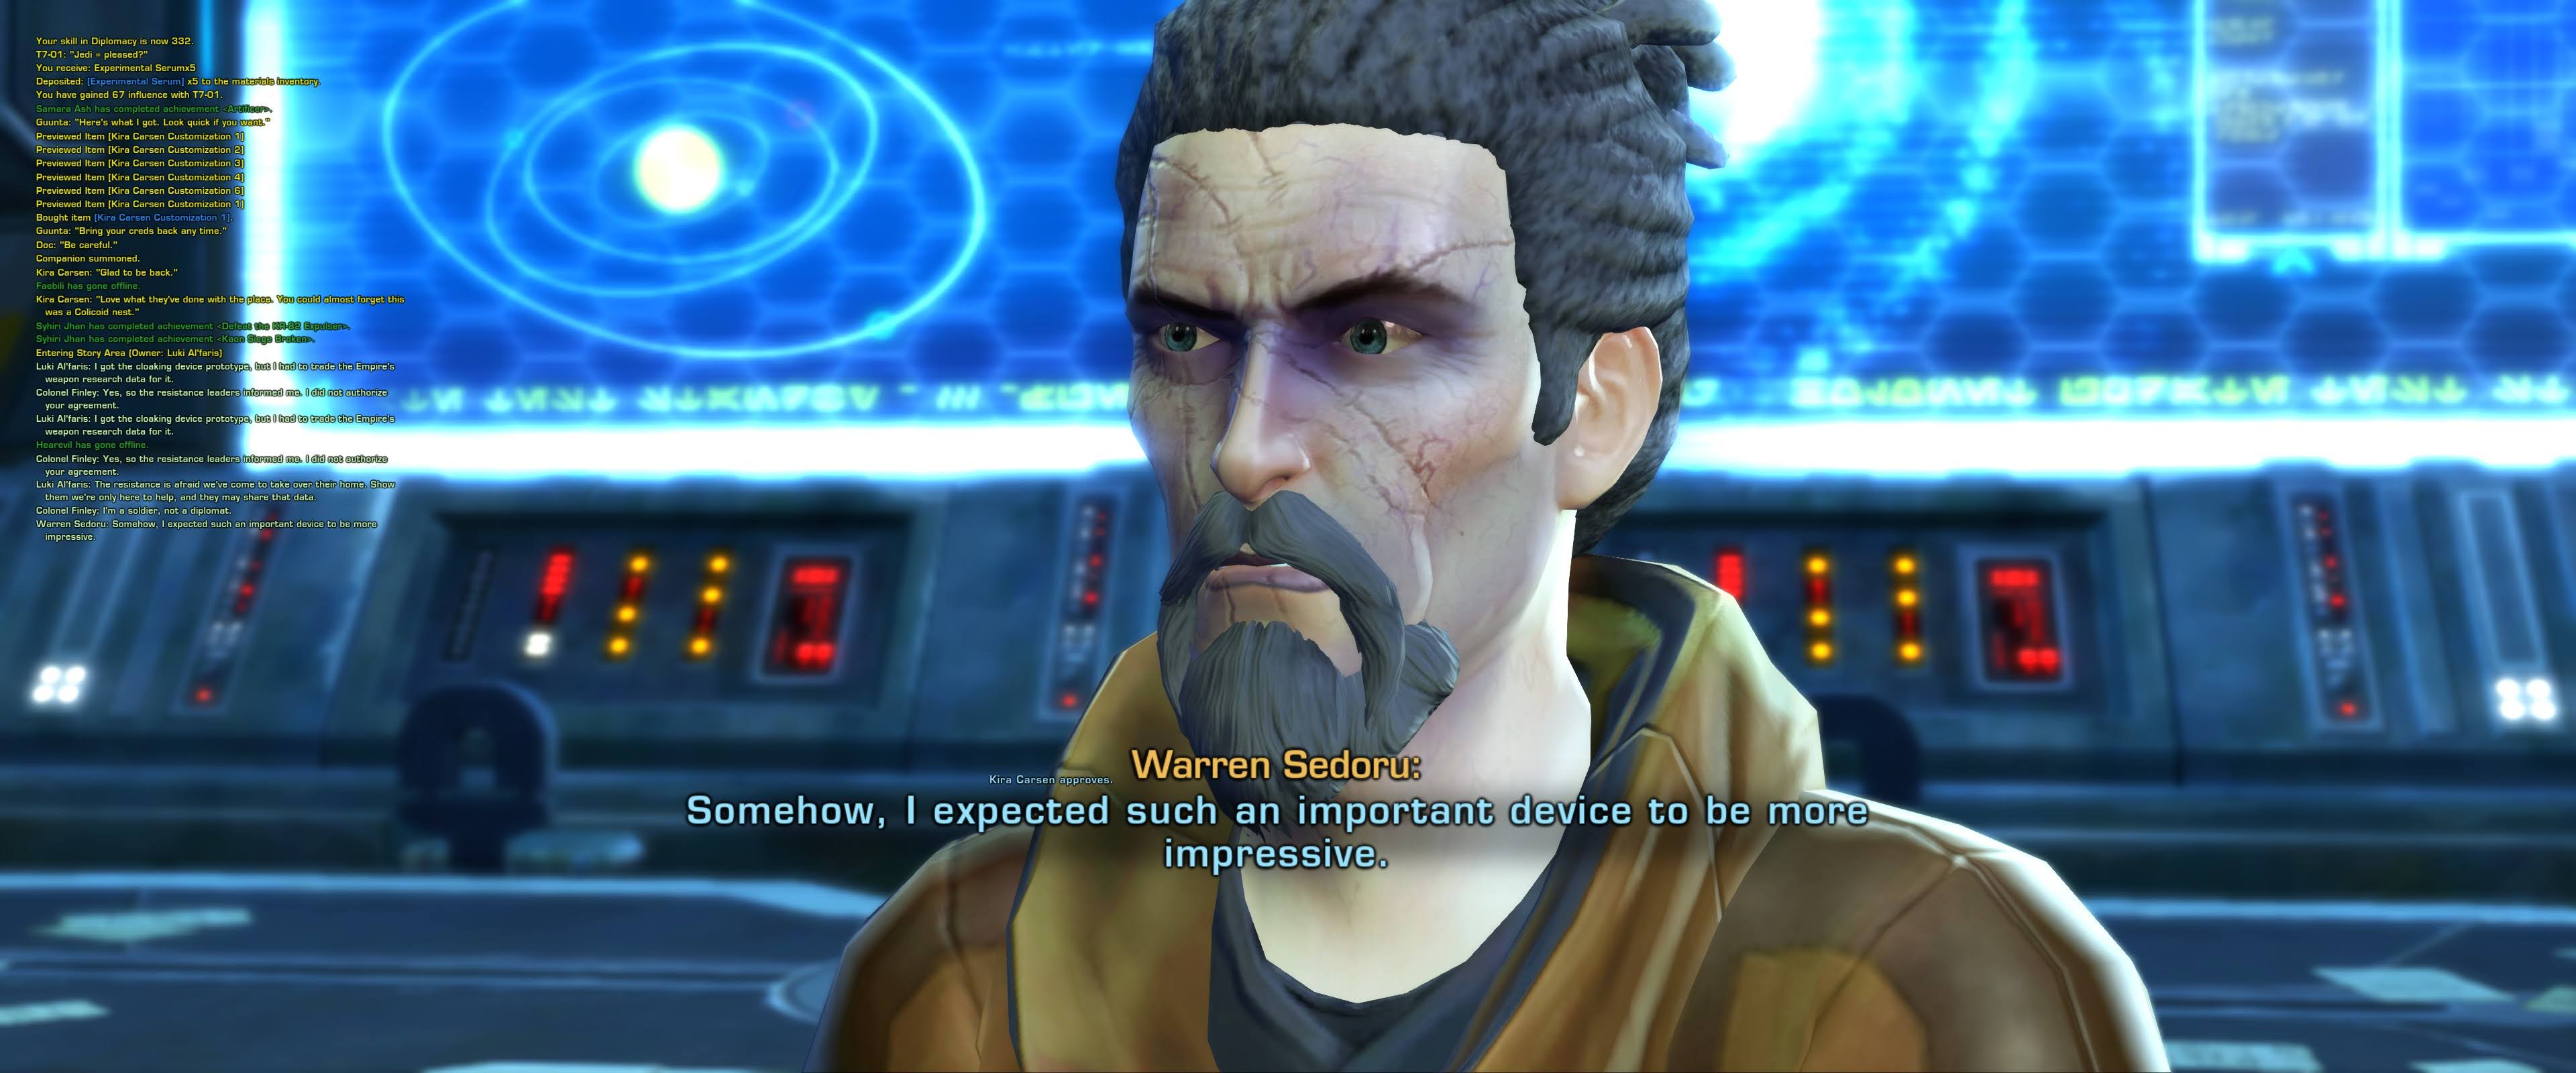 Your skill in Diplomacy is now 332.
T7-01: "Jedi = pleased?"
You receive: Experimental Serumx5
Deposited: [Experimental Serum] x5 to the materials inventory.
You have gained 67 influence with T7-01.
Samara Ash has completed achievement <Artificer>.
Guunta: "Here's what I got. Look quick if you want."
Previewed Item [Kira Carsen Customization 1]
Previewed Item [Kira Carsen Customization 2]
Previewed Item [Kira Carsen Customization 3]
Previewed Item [Kira Carsen Customization 4]
Previewed Item [Kira Carsen Customization 6]
Previewed Item [Kira Carsen Customization 1]
Bought item [Kira Carsen Customization 1].
Guunta: "Bring your creds back any time."
Doc: "Be careful."
Companion summoned.
Kira Carsen: "Glad to be back."
Faebili has gone offline.
Kira Carsen: "Love what they've done with the place. You could almost forget this
was a Colicoid nest."
Syhiri Jhan has completed achievement <Defeat the KR-82 Expulser>.
Syhiri Jhan has completed achievement <Kaon Siege Broken>.
Entering Story Area (Owner: Luki Al'faris)
Luki Al'faris: I got the cloaking device prototype, but I had to trade the Empire's
weapon research data for it.
Colonel Finley: Yes, so the resistance leaders informed me. I did not authorize
your agreement.
Luki Al'faris: I got the cloaking device prototype, but I had to trade the Empire's
weapon research data for it.
Hearevil has gone offline.
Colonel Finley: Yes, so the resistance leaders informed me. I did not authorize
your agreement.
Luki Al'faris: The resistance is afraid we've come to take over their home. Show
them we're only here to help, and they may share that data.
Colonel Finley: I'm a soldier, not a diplomat.
Warren Sedoru: Somehow, I expected such an important device to be more
impressive.
Kira Carsen approves.
Warren Sedoru:
Somehow, I expected such an important device to be more
impressive.